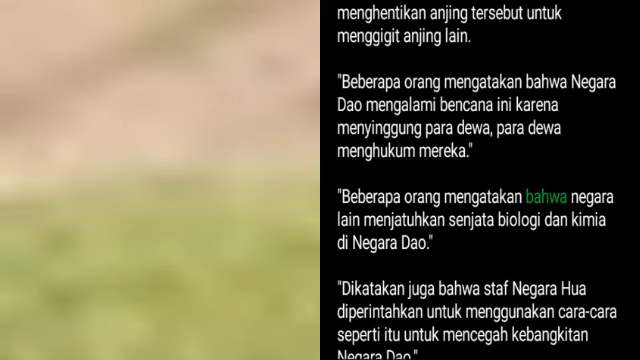 menghentikan anjing tersebut untuk
menggigit anjing lain.
"Beberapa orang mengatakan bahwa Negara
Dao mengalami bencana ini karena
menyinggung para dewa, para dewa
menghukum mereka."
"Beberapa orang mengatakan bahwa negara
lain menjatuhkan senjata biologi dan kimia
di Negara Dao."
"Dikatakan juga bahwa staf Negara Hua
diperintahkan untuk menggunakan cara-cara
seperti itu untuk mencegah kebangkitan
Negara Dao."